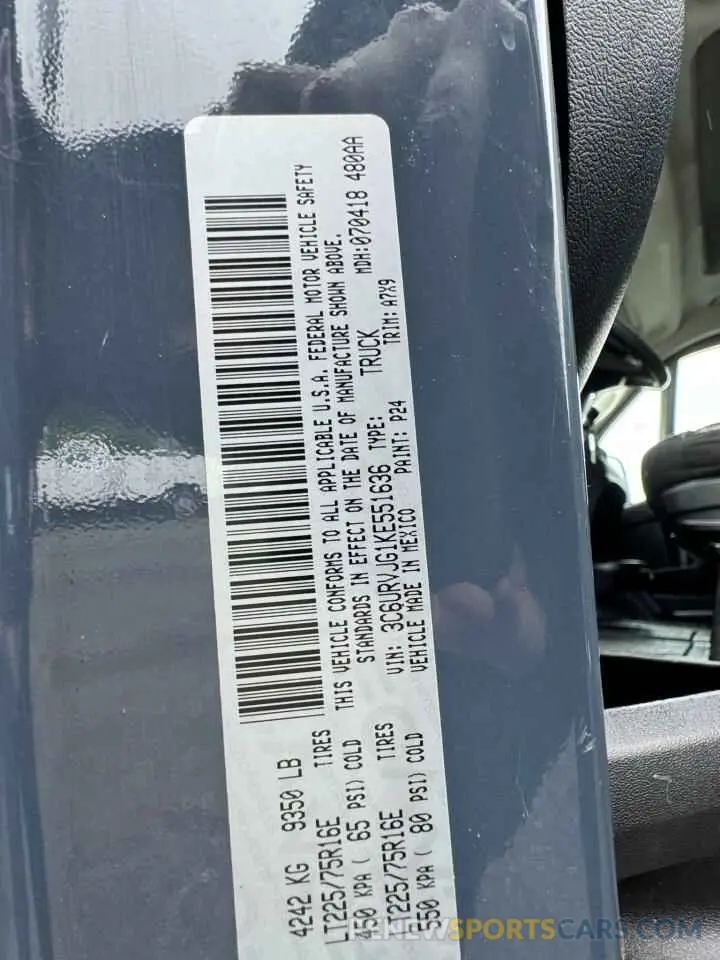 4242 KG 9350 LB
LT225/75R16E TIRES
450 KPA ( 65 PSI) COLD
LT225/75R16E TIRES
550 KPA ( 80 PSI) COLD
THIS VEHICLE CONFORMS TO ALL APPLICABLE U.S.A. FEDERAL MOTOR VEHICLE SAFETY
STANDARDS IN EFFECT ON THE DATE OF MANUFACTURE SHOWN ABOVE.
MDH:070418 480AA
VIN: 3C6URVJG1KE551636 TYPE: TRUCK
VEHICLE MADE IN MEXICO PAINT: P24 TRIM: A7X9
RENEWSPORTSCARS.COM